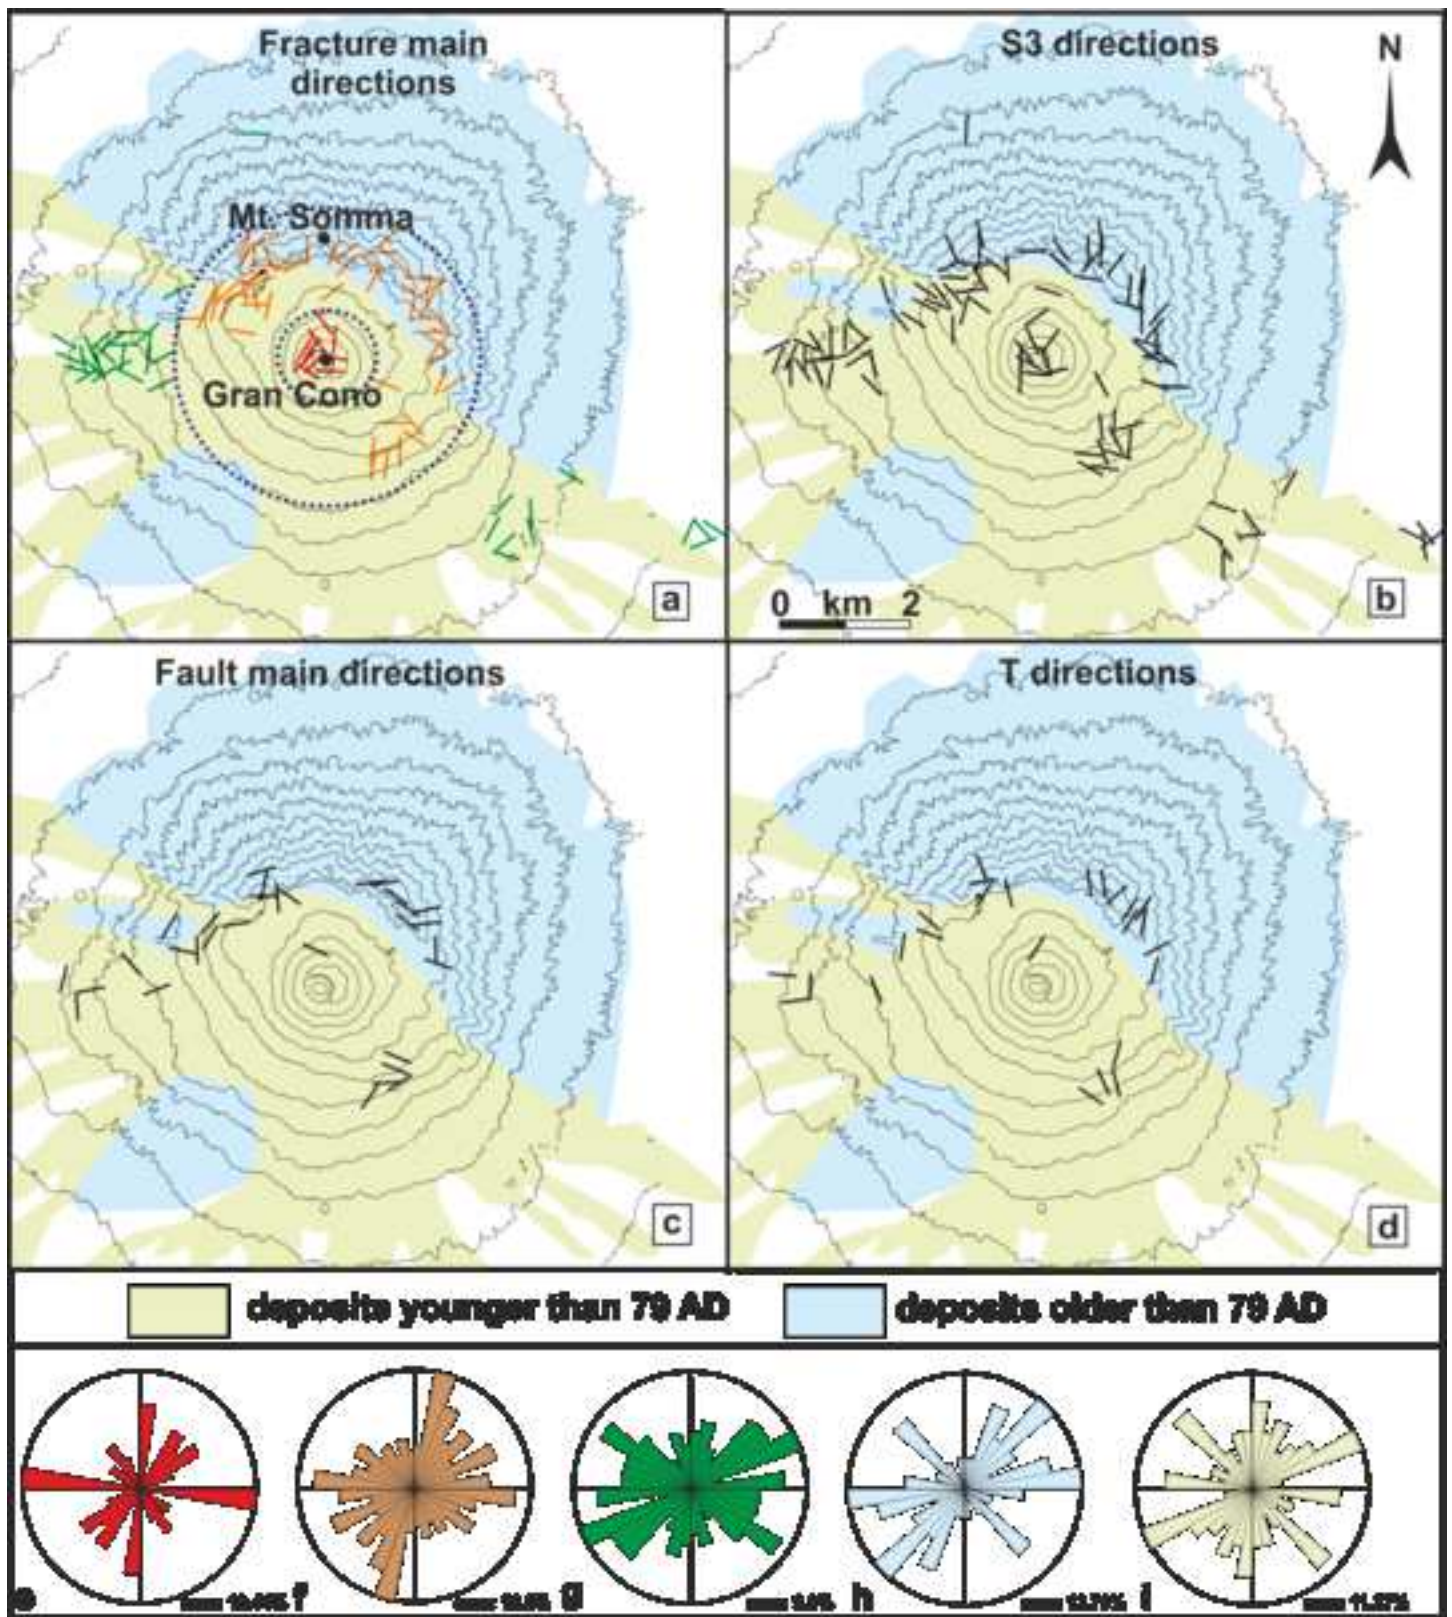 Fracture main
directions
Mt. Somma
Gran Cono
a
S3 directions
N
0 km 2
b
Fault main directions
c
T directions
d
deposits younger than 79 AD
deposits older than 79 AD
e
f
g
h
i